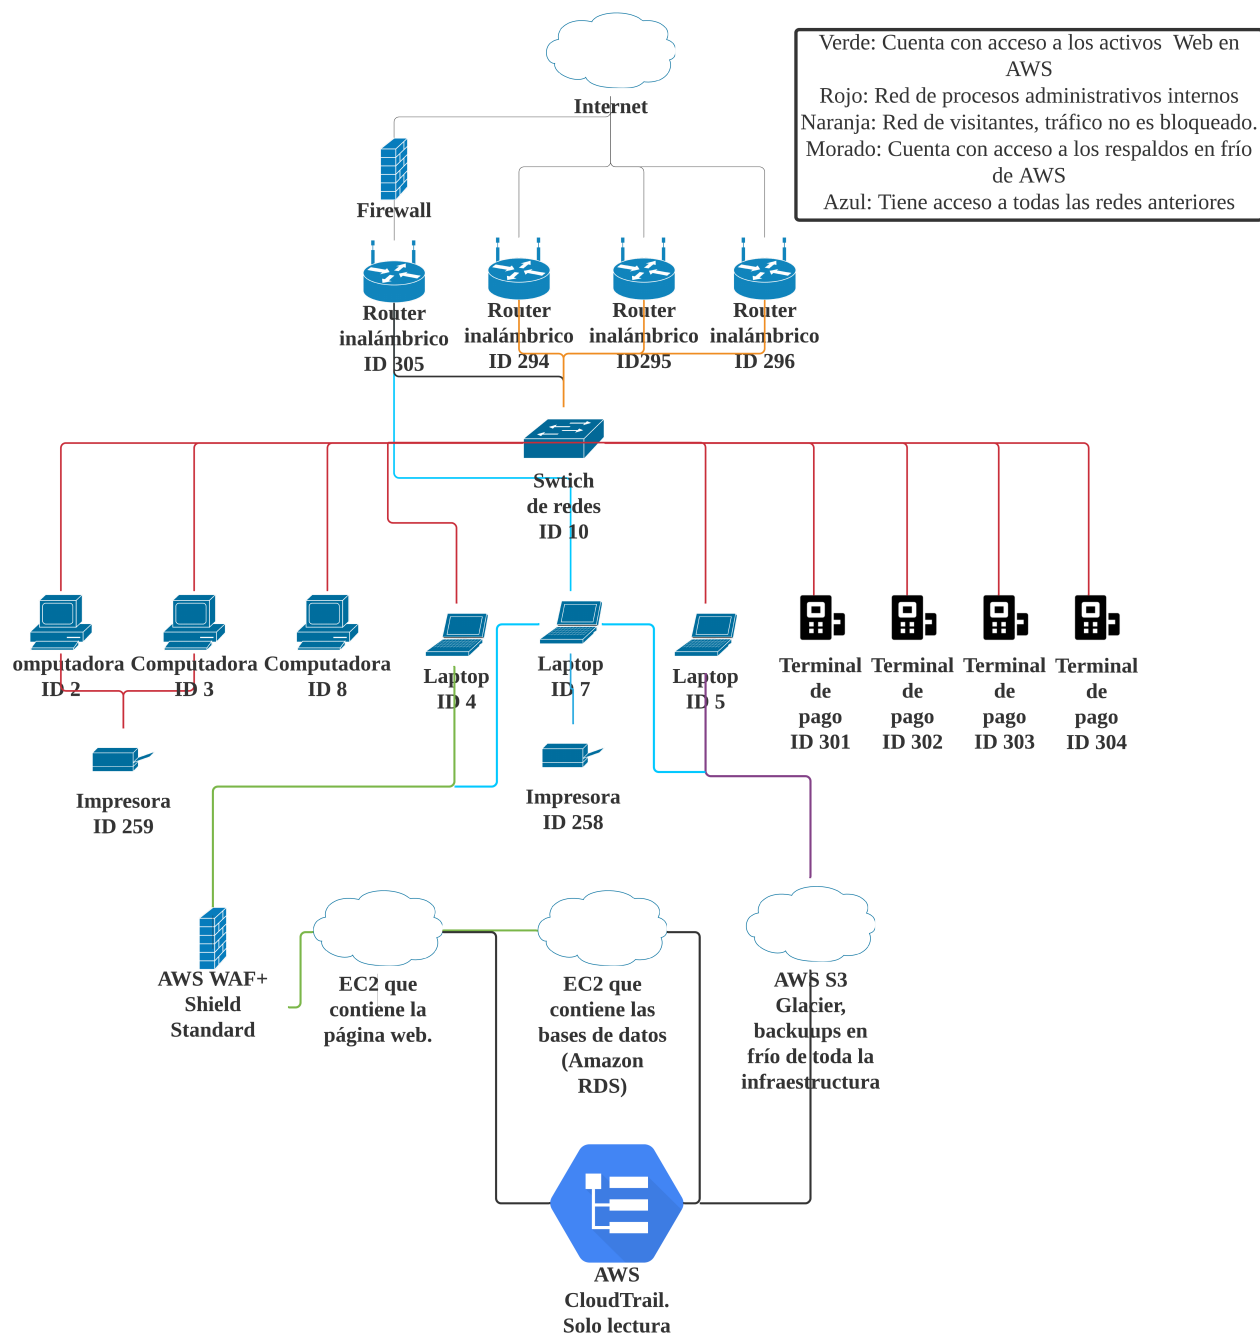 Verde: Cuenta con acceso a los activos Web en
AWS
Rojo: Red de procesos administrativos internos
Naranja: Red de visitantes, tráfico no es bloqueado.
Morado: Cuenta con acceso a los respaldos en frío
de AWS
Azul: Tiene acceso a todas las redes anteriores
Internet
Firewall
Router
inalámbrico
ID 305
Router
inalámbrico
ID 294
Router
inalámbrico
ID295
Router
inalámbrico
ID 296
Swtich
de redes
ID 10
omputadora
ID 2
Computadora
ID 3
Computadora
ID 8
Laptop
ID 4
Laptop
ID 7
Laptop
ID 5
Terminal
de
pago
ID 301
Terminal
de
pago
ID 302
Terminal
de
pago
ID 303
Terminal
de
pago
ID 304
Impresora
ID 259
Impresora
ID 258
AWS WAF+
Shield
Standard
EC2 que
contiene la
página web.
EC2 que
contiene las
bases de datos
(Amazon
RDS)
AWS S3
Glacier,
backuups en
frío de toda la
infraestructura
AWS
CloudTrail.
Solo lectura